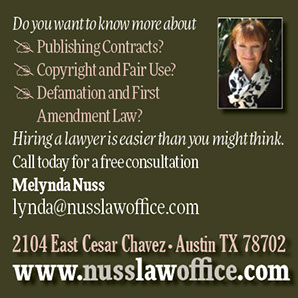 Do you want to know more about
Publishing Contracts?
Copyright and Fair Use?
Defamation and First
Amendment Law?
Hiring a lawyer is easier than you might think.
Call today for a free consultation
Melynda Nuss
lynda@nusslawoffice.com
2104 East Cesar Chavez • Austin TX 78702
www.nusslawoffice.com